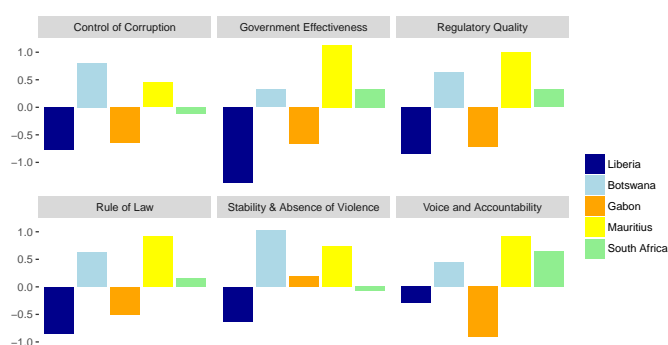 Control of Corruption
Government Effectiveness
Regulatory Quality
1.0
0.5
0.0
−0.5
−1.0
Liberia
Botswana
Gabon
Mauritius
South Africa
Rule of Law
Stability & Absence of Violence
Voice and Accountability
1.0
0.5
0.0
−0.5
−1.0